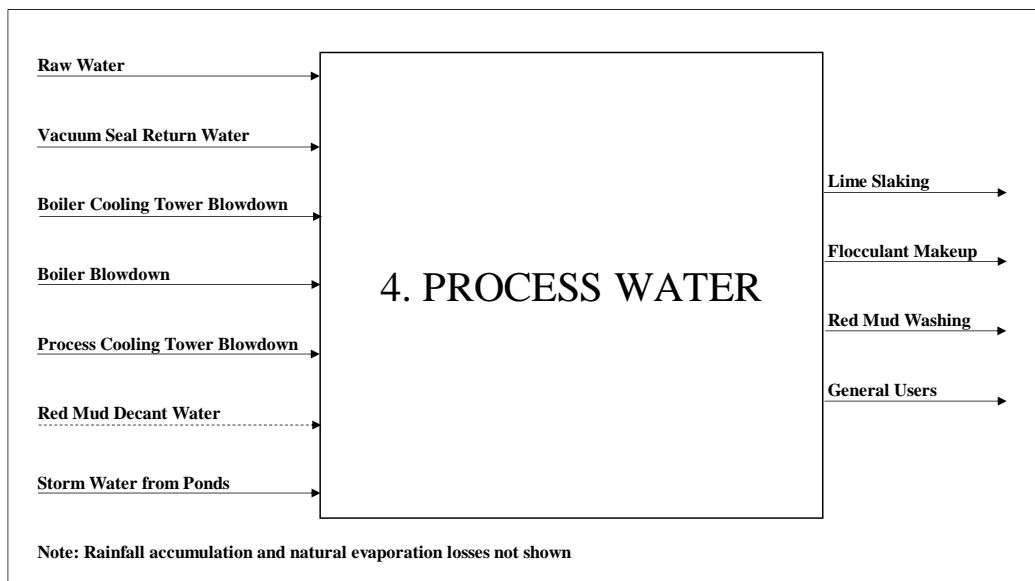 Raw Water
Vacuum Seal Return Water
Boiler Cooling Tower Blowdown
Boiler Blowdown
Process Cooling Tower Blowdown
Red Mud Decant Water
Storm Water from Ponds
4. PROCESS WATER
Lime Slaking
Flocculant Makeup
Red Mud Washing
General Users
Note: Rainfall accumulation and natural evaporation losses not shown